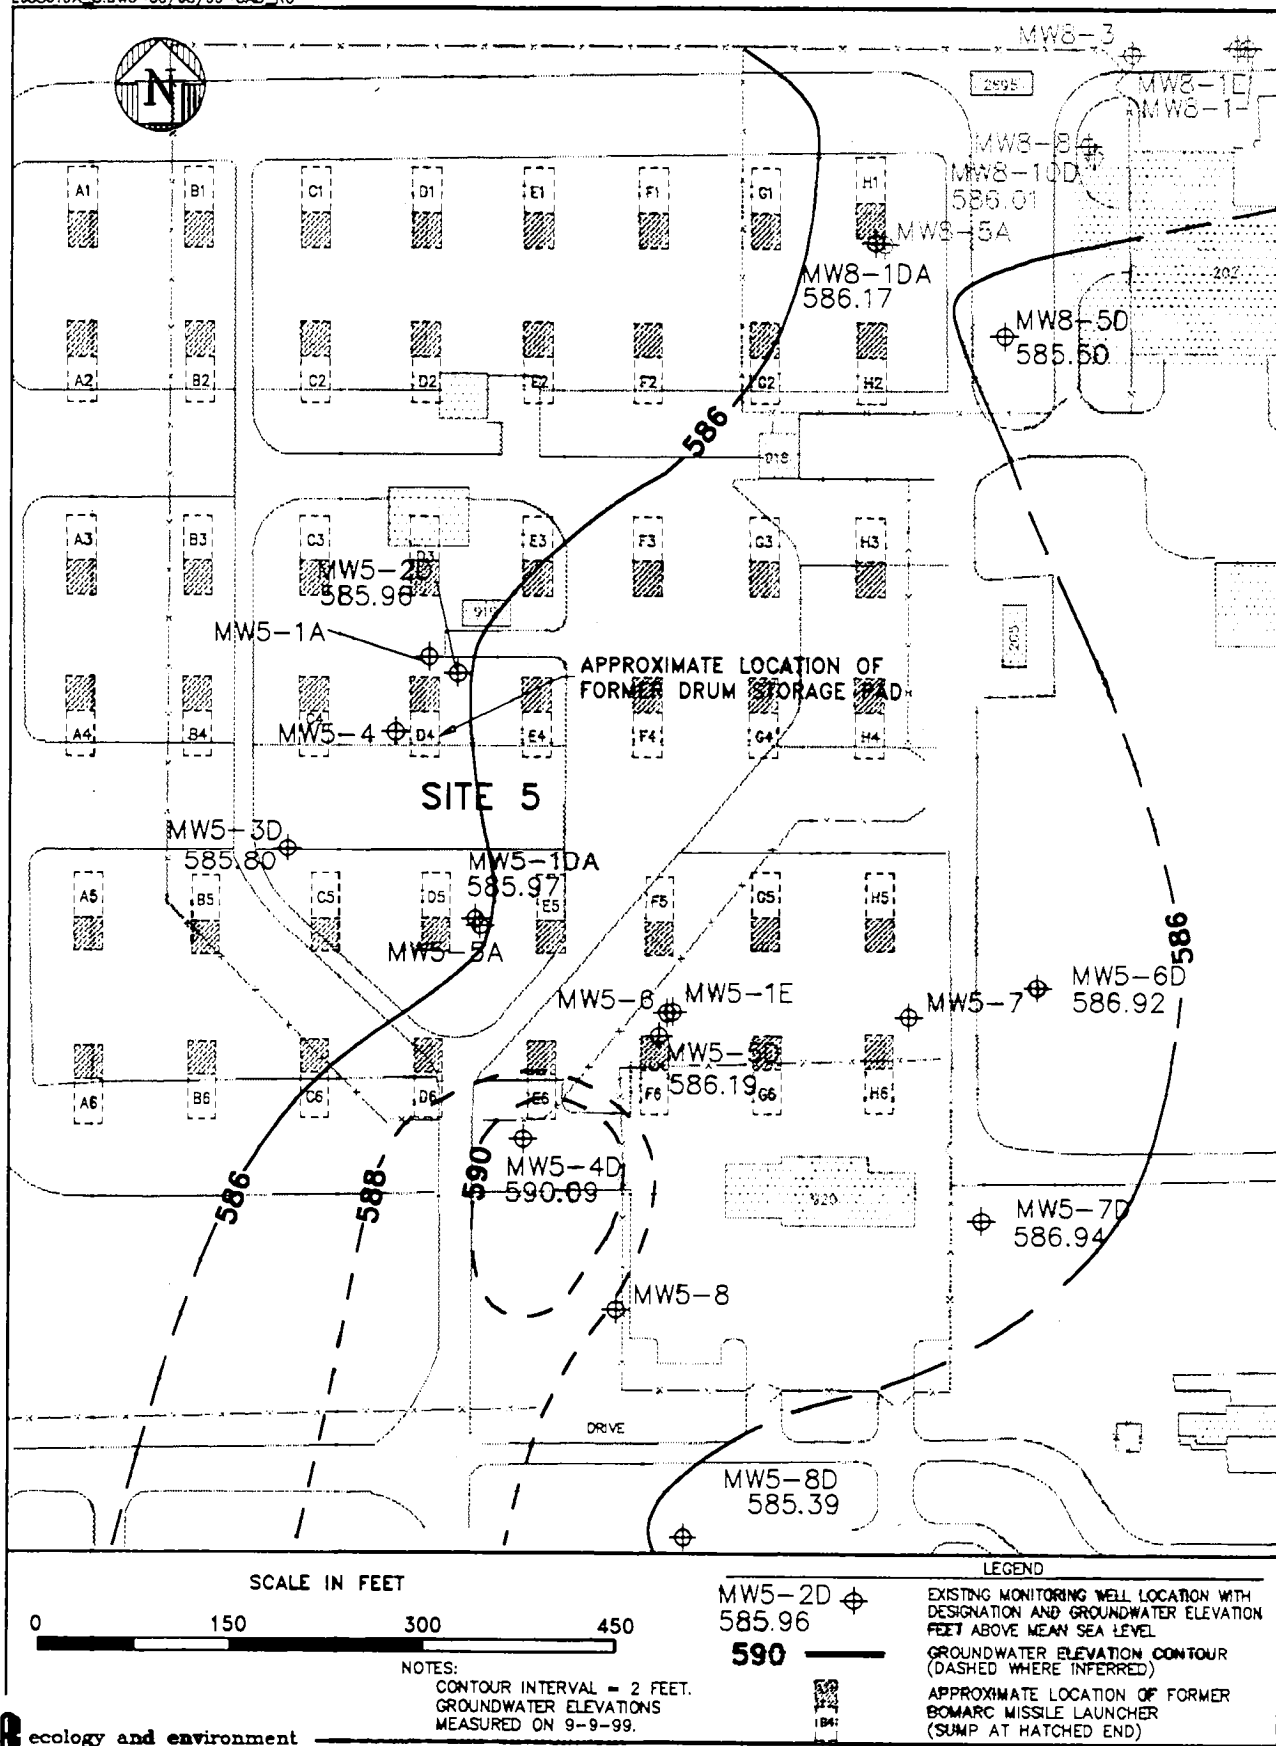 N
MW8-3
2895
MW8-1E
MW8-1-
MW8-8
MW8-10D
586.01
A1 B1 C1 D1 E1 F1 G1 H1
MW8-5A
MW8-1DA
586.17
202
MW8-5D
585.50
A2 B2 C2 D2 E2 F2 G2 H2
586
918
A3 B3 C3 D3 E3 F3 G3 H3
MW5-2D
585.96
MW5-1A
APPROXIMATE LOCATION OF
FORMER DRUM STORAGE PAD
205
MW5-4
A4 B4 C4 D4 E4 F4 G4 H4
SITE 5
MW5-3D
585.80
MW5-1DA
585.97
A5 B5 C5 D5 E5 F5 G5 H5
MW5-5A
586
MW5-6
MW5-1E
MW5-7
MW5-6D
586.92
MW5-5D
586.19
A6 B6 C6 D6 E6 F6 G6 H6
586
588
590
MW5-4D
590.09
920
MW5-7D
586.94
MW5-8
DRIVE
MW5-8D
585.39
SCALE IN FEET
0 150 300 450
NOTES:
CONTOUR INTERVAL = 2 FEET.
GROUNDWATER ELEVATIONS
MEASURED ON 9-9-99.
ecology and environment
LEGEND
MW5-2D
585.96
EXISTING MONITORING WELL LOCATION WITH
DESIGNATION AND GROUNDWATER ELEVATION
FEET ABOVE MEAN SEA LEVEL
590
GROUNDWATER ELEVATION CONTOUR
(DASHED WHERE INFERRED)
B4
APPROXIMATE LOCATION OF FORMER
BOMARC MISSILE LAUNCHER
(SUMP AT HATCHED END)